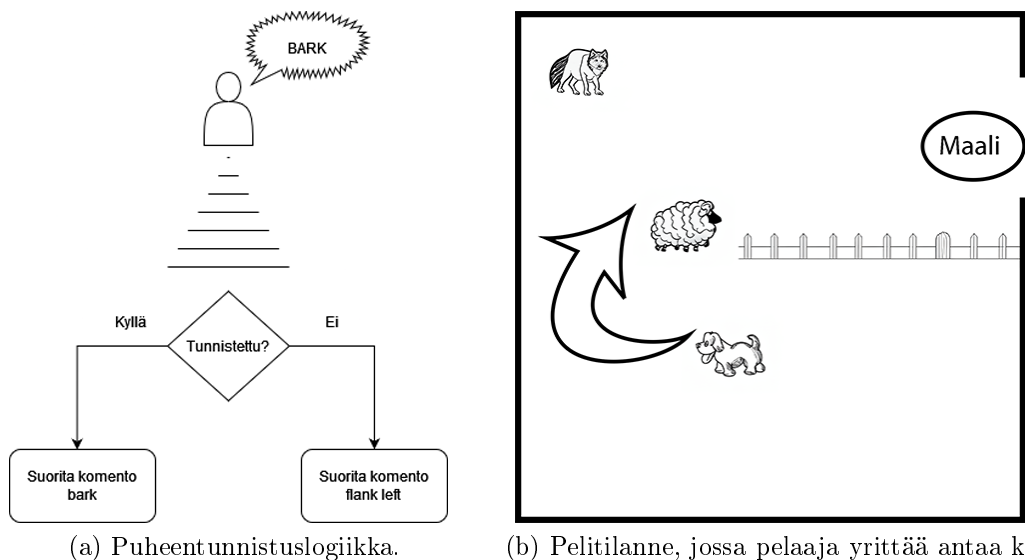 BARK
Kyllä
Ei
Tunnistettu?
Suorita komento
bark
Suorita komento
flank left
(a) Puheentunnistuslogiikka.
Maali
(b) Pelitilanne, jossa pelaaja yrittää antaa k